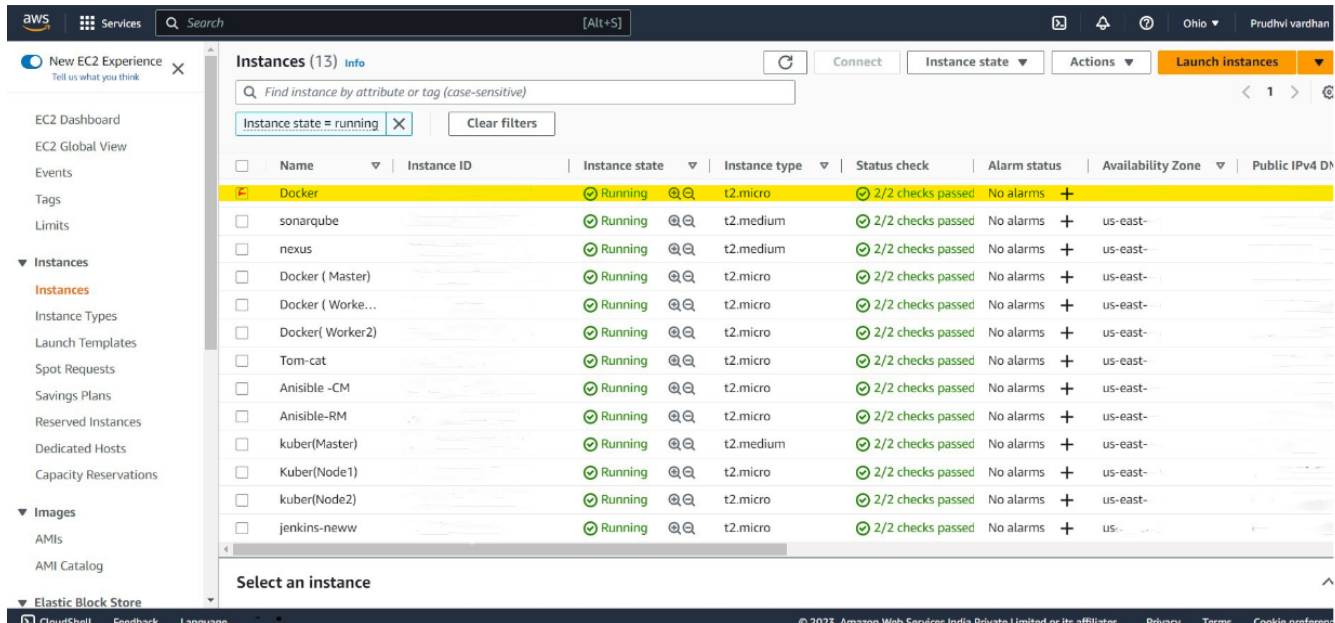 aws Services Search [Alt+S] Ohio Prudhvi vardhan
New EC2 Experience
Tell us what you think
EC2 Dashboard
EC2 Global View
Events
Tags
Limits
Instances
Instances
Instance Types
Launch Templates
Spot Requests
Savings Plans
Reserved Instances
Dedicated Hosts
Capacity Reservations
Images
AMIs
AMI Catalog
Elastic Block Store
Instances (13) Info Connect Instance state Actions Launch instances
Find instance by attribute or tag (case-sensitive) 1
Instance state = running Clear filters
Name Instance ID Instance state Instance type Status check Alarm status Availability Zone Public IPv4 DN
Docker Running t2.micro 2/2 checks passed No alarms +
sonarqube Running t2.medium 2/2 checks passed No alarms + us-east-
nexus Running t2.medium 2/2 checks passed No alarms + us-east-
Docker ( Master) Running t2.micro 2/2 checks passed No alarms + us-east-
Docker ( Worke... Running t2.micro 2/2 checks passed No alarms + us-east-
Docker( Worker2) Running t2.micro 2/2 checks passed No alarms + us-east-
Tom-cat Running t2.micro 2/2 checks passed No alarms + us-east-
Anisible -CM Running t2.micro 2/2 checks passed No alarms + us-east-
Anisible-RM Running t2.micro 2/2 checks passed No alarms + us-east-
kuber(Master) Running t2.medium 2/2 checks passed No alarms + us-east-
Kuber(Node1) Running t2.micro 2/2 checks passed No alarms + us-east-
kuber(Node2) Running t2.micro 2/2 checks passed No alarms + us-east-
jenkins-neww Running t2.micro 2/2 checks passed No alarms + us-
Select an instance
CloudShell Feedback Language © 2023, Amazon Web Services India Private Limited or its affiliates. Privacy Terms Cookie preferen